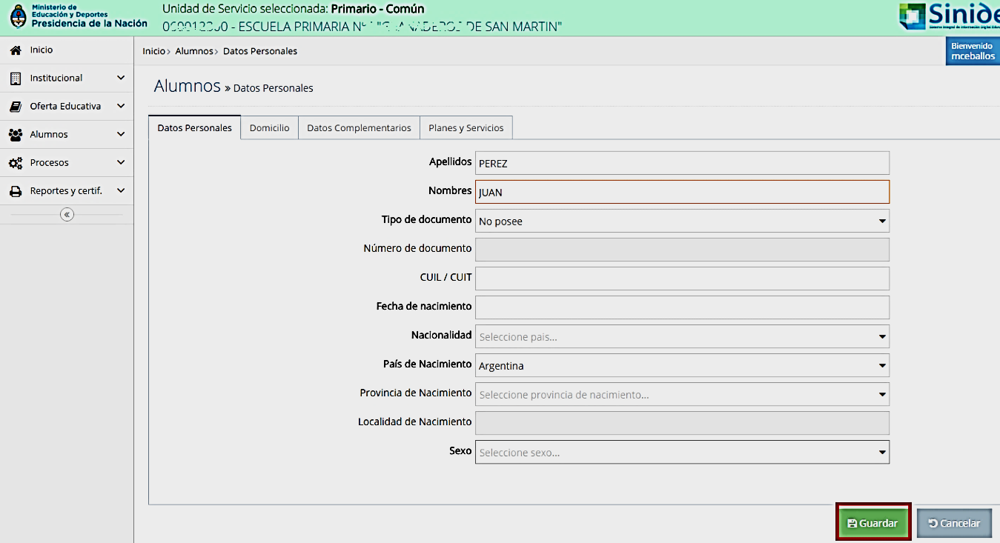 Ministerio de
Educación y Deportes
Presidencia de la Nación
Unidad de Servicio seleccionada: Primario - Común
- ESCUELA PRIMARIA DE SAN MARTIN"
Sinide
Bienvenido
mceballos
Inicio
Institucional
Oferta Educativa
Alumnos
Procesos
Reportes y certif.
Inicio› Alumnos› Datos Personales
Alumnos » Datos Personales
Datos Personales Domicilio Datos Complementarios Planes y Servicios
Apellidos PEREZ
Nombres JUAN
Tipo de documento No posee
Número de documento
CUIL / CUIT
Fecha de nacimiento
Nacionalidad Seleccione pais...
País de Nacimiento Argentina
Provincia de Nacimiento Seleccione provincia de nacimiento...
Localidad de Nacimiento
Sexo Seleccione sexo...
Guardar Cancelar